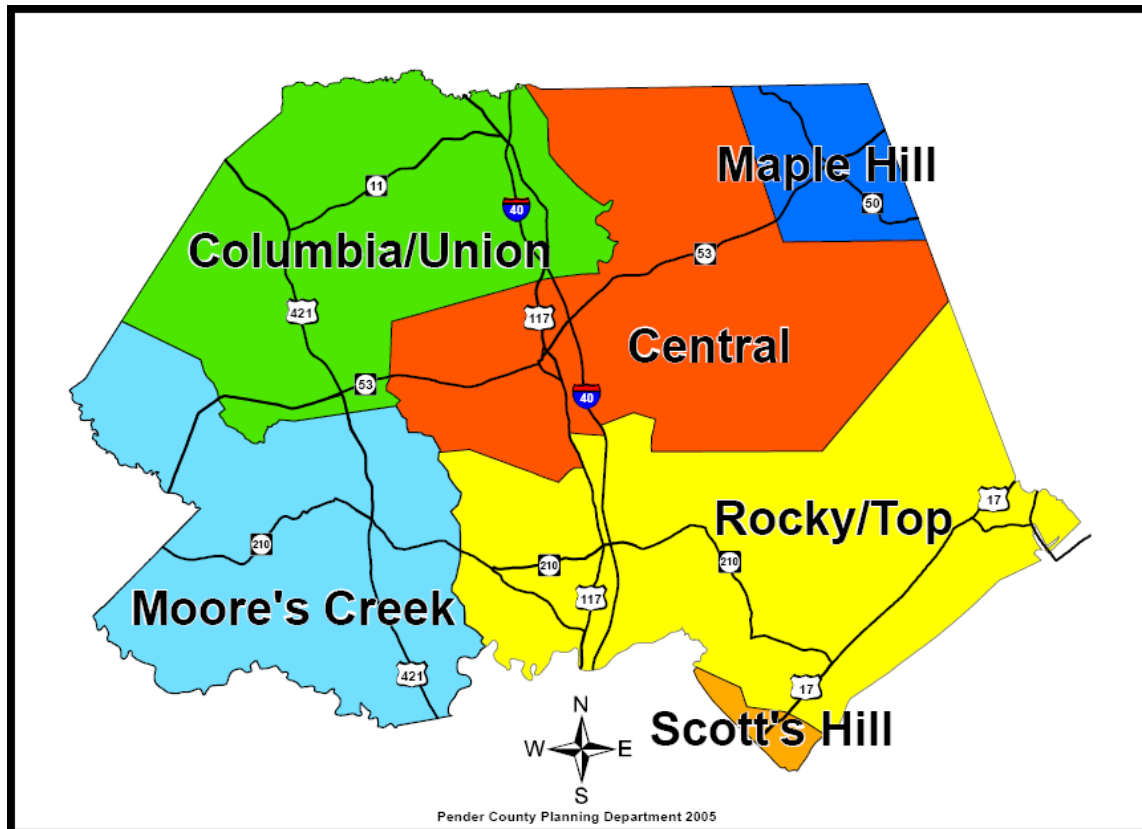 Maple Hill
11
50
40
Columbia/Union
53
421
117
Central
53
40
17
Rocky/Top
210
210
210
117
Moore's Creek
421
17
N
Scott's Hill
W E
S
Pender County Planning Department 2005